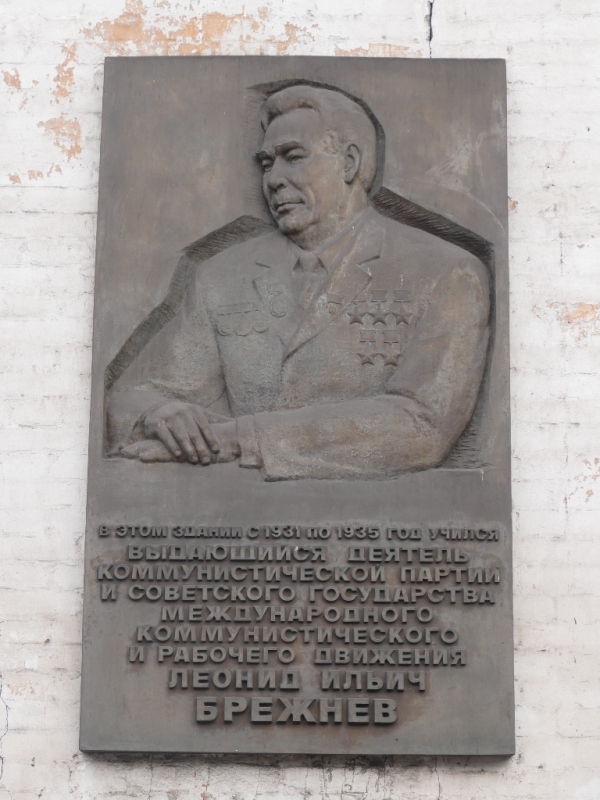 В ЭТОМ ЗДАНИИ С 1931 ПО 1935 ГОД УЧИЛСЯ
ВЫДАЮЩИЙСЯ ДЕЯТЕЛЬ
КОММУНИСТИЧЕСКОЙ ПАРТИИ
И СОВЕТСКОГО ГОСУДАРСТВА
МЕЖДУНАРОДНОГО
КОММУНИСТИЧЕСКОГО
И РАБОЧЕГО ДВИЖЕНИЯ
ЛЕОНИД ИЛЬИЧ
БРЕЖНЕВ